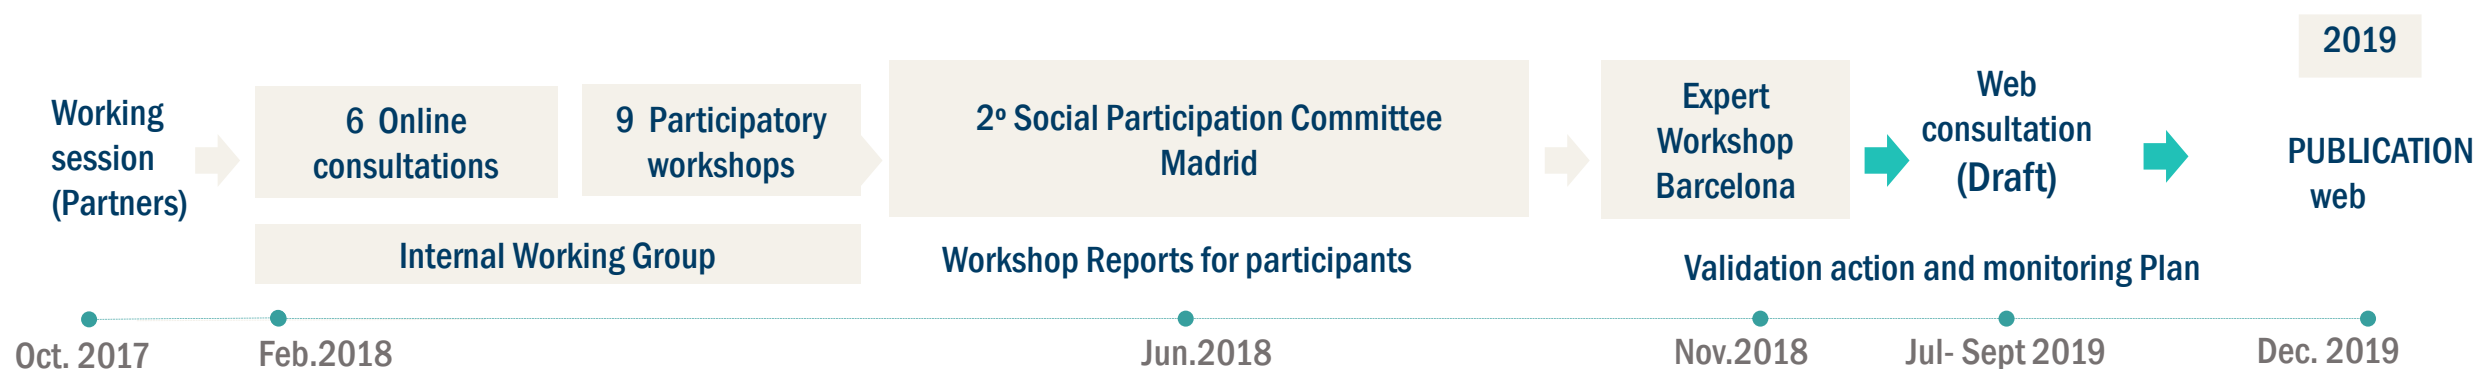 2019
Working
session
(Partners)
6 Online
consultations
9 Participatory
workshops
2º Social Participation Committee
Madrid
Expert
Workshop
Barcelona
Web
consultation
(Draft)
PUBLICATION
web
Internal Working Group
Workshop Reports for participants
Validation action and monitoring Plan
Oct. 2017
Feb.2018
Jun.2018
Nov.2018
Jul- Sept 2019
Dec. 2019